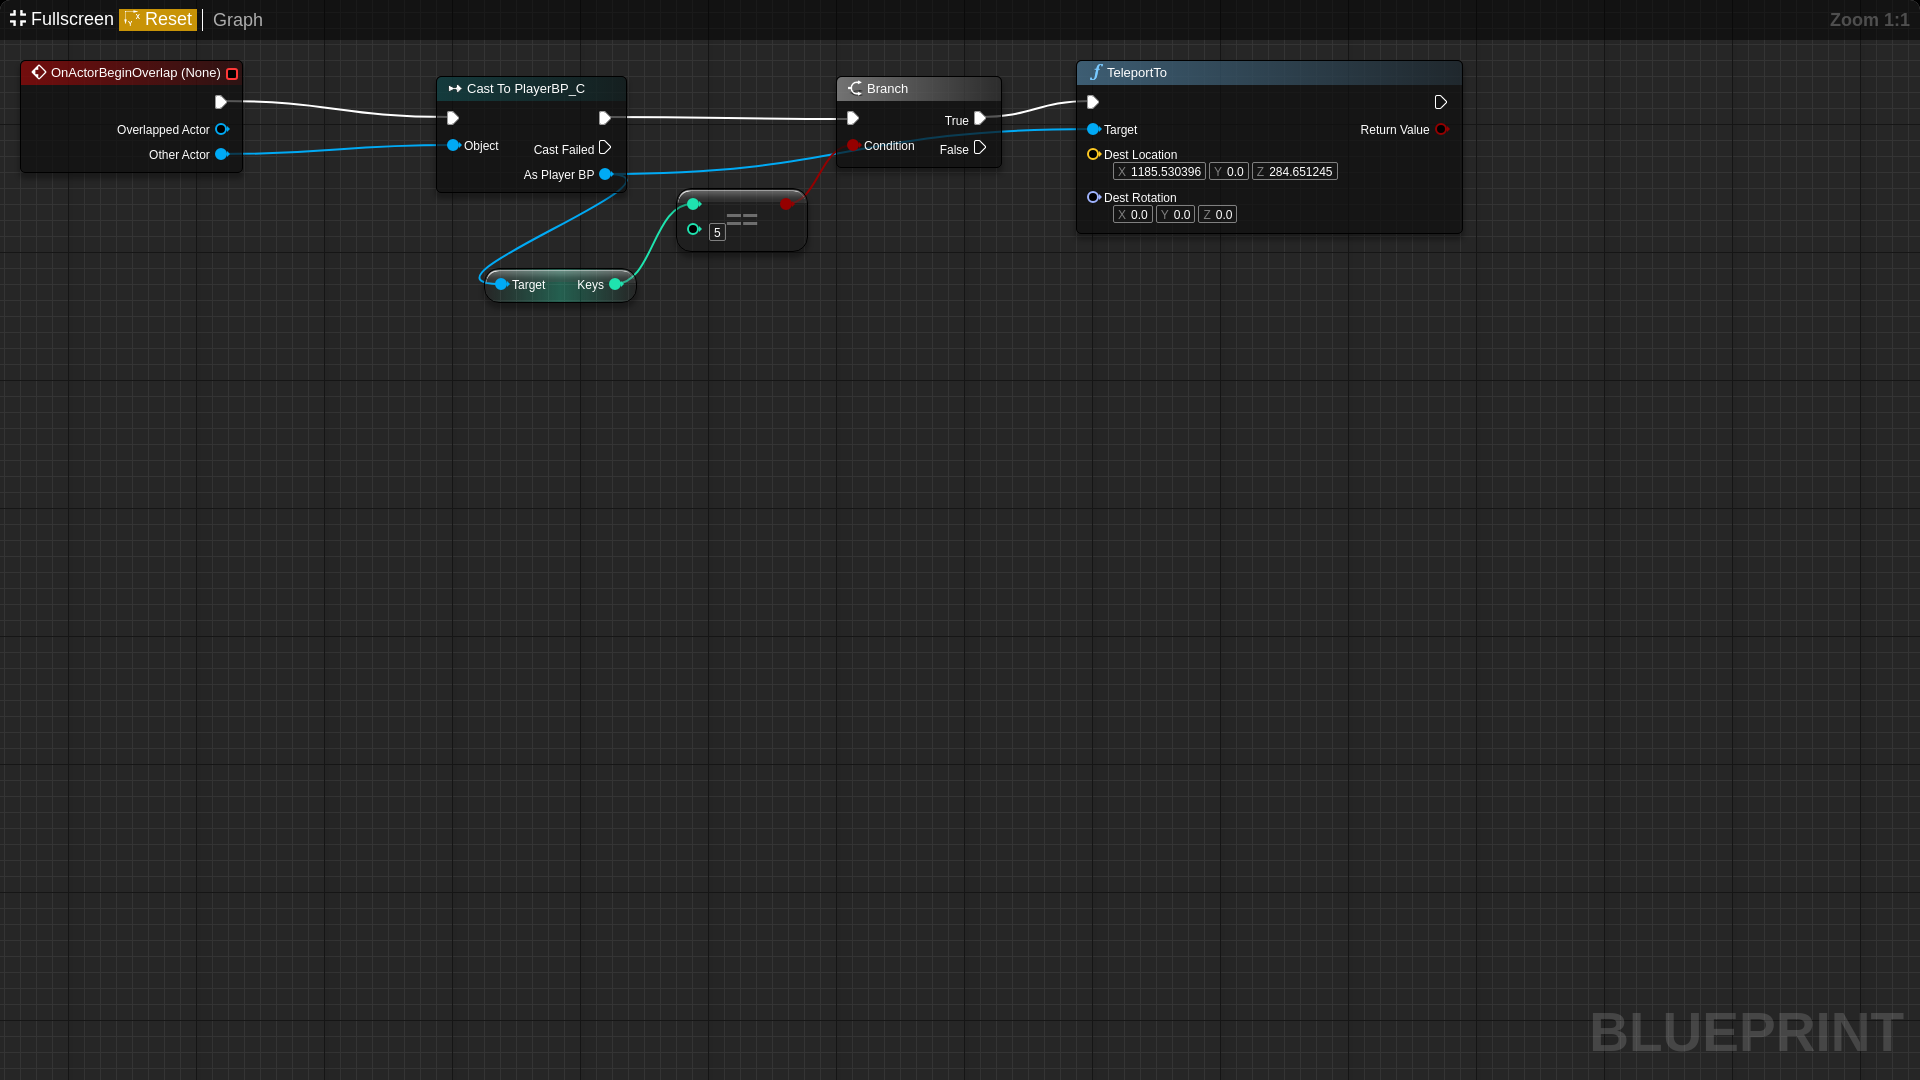 Fullscreen Reset Graph
Zoom 1:1
OnActorBeginOverlap (None)
Overlapped Actor
Other Actor
Cast To PlayerBP_C
Object
Cast Failed
As Player BP
Target Keys
5
==
Branch
True
Condition
False
f TeleportTo
Target
Return Value
Dest Location
X 1185.530396 Y 0.0 Z 284.651245
Dest Rotation
X 0.0 Y 0.0 Z 0.0
BLUEPRINT